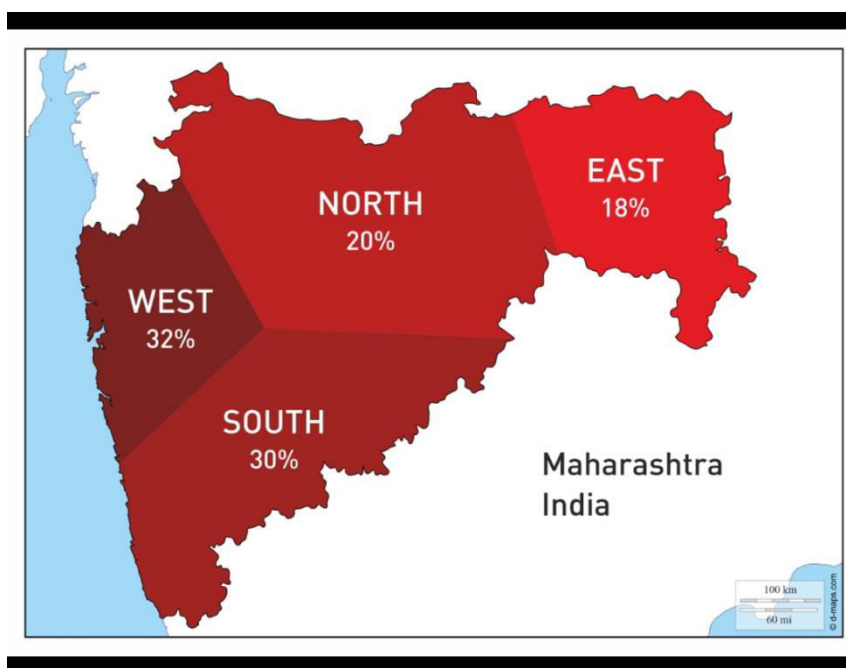 EAST
18%
NORTH
20%
WEST
32%
SOUTH
30%
Maharashtra
India
100 km
60 mi
© d-maps.com